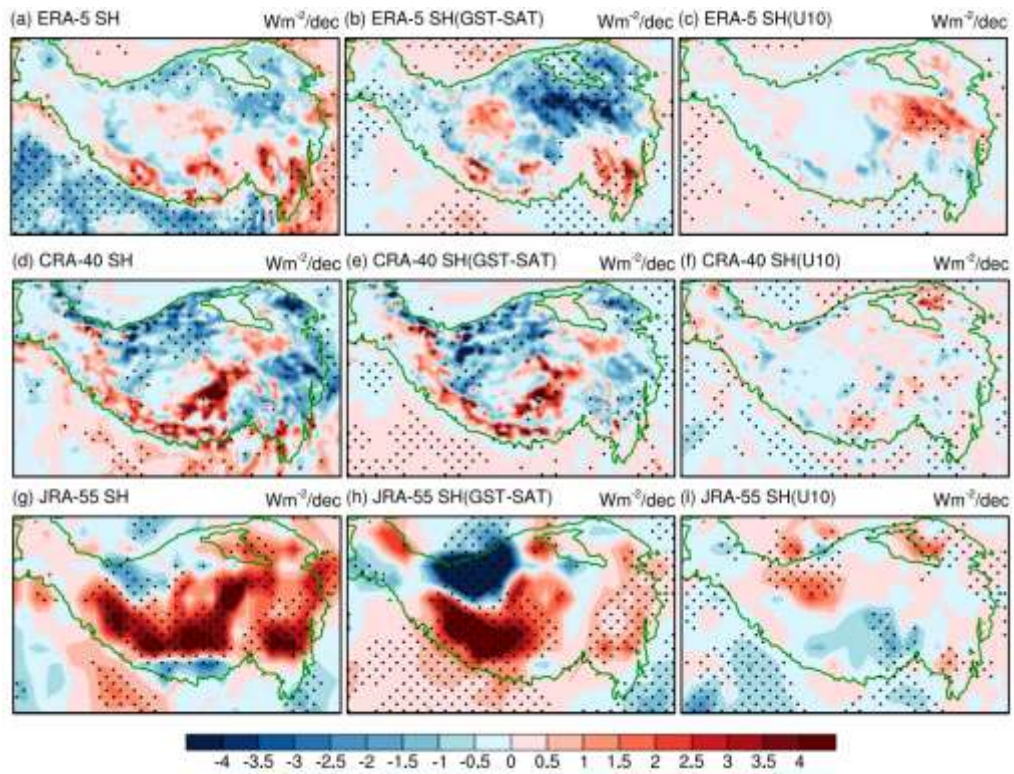 (a) ERA-5 SH Wm⁻²/dec (b) ERA-5 SH(GST-SAT) Wm⁻²/dec (c) ERA-5 SH(U10) Wm⁻²/dec
(d) CRA-40 SH Wm⁻²/dec (e) CRA-40 SH(GST-SAT) Wm⁻²/dec (f) CRA-40 SH(U10) Wm⁻²/dec
(g) JRA-55 SH Wm⁻²/dec (h) JRA-55 SH(GST-SAT) Wm⁻²/dec (i) JRA-55 SH(U10) Wm⁻²/dec
-4 -3.5 -3 -2.5 -2 -1.5 -1 -0.5 0 0.5 1 1.5 2 2.5 3 3.5 4